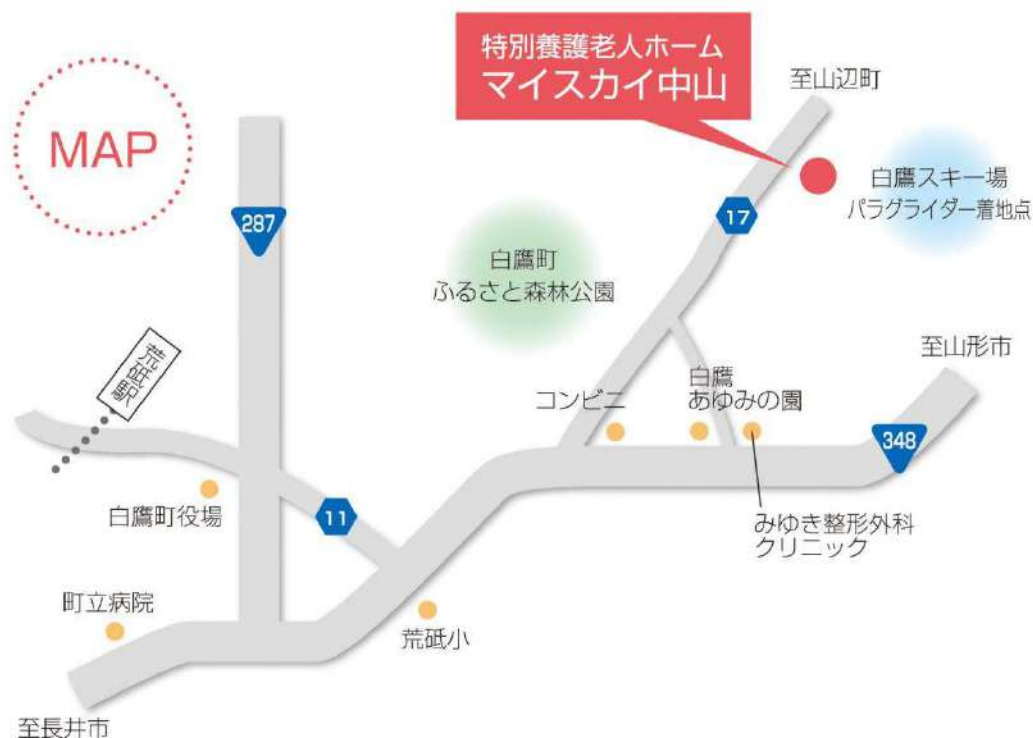 MAP
特別養護老人ホーム
マイスカイ中山
至山辺町
白鷹スキー場
パラグライダー着地点
17
287
白鷹町
ふるさと森林公園
至山形市
荒砥駅
コンビニ
白鷹
あゆみの園
348
白鷹町役場
11
みゆき整形外科
クリニック
町立病院
荒砥小
至長井市